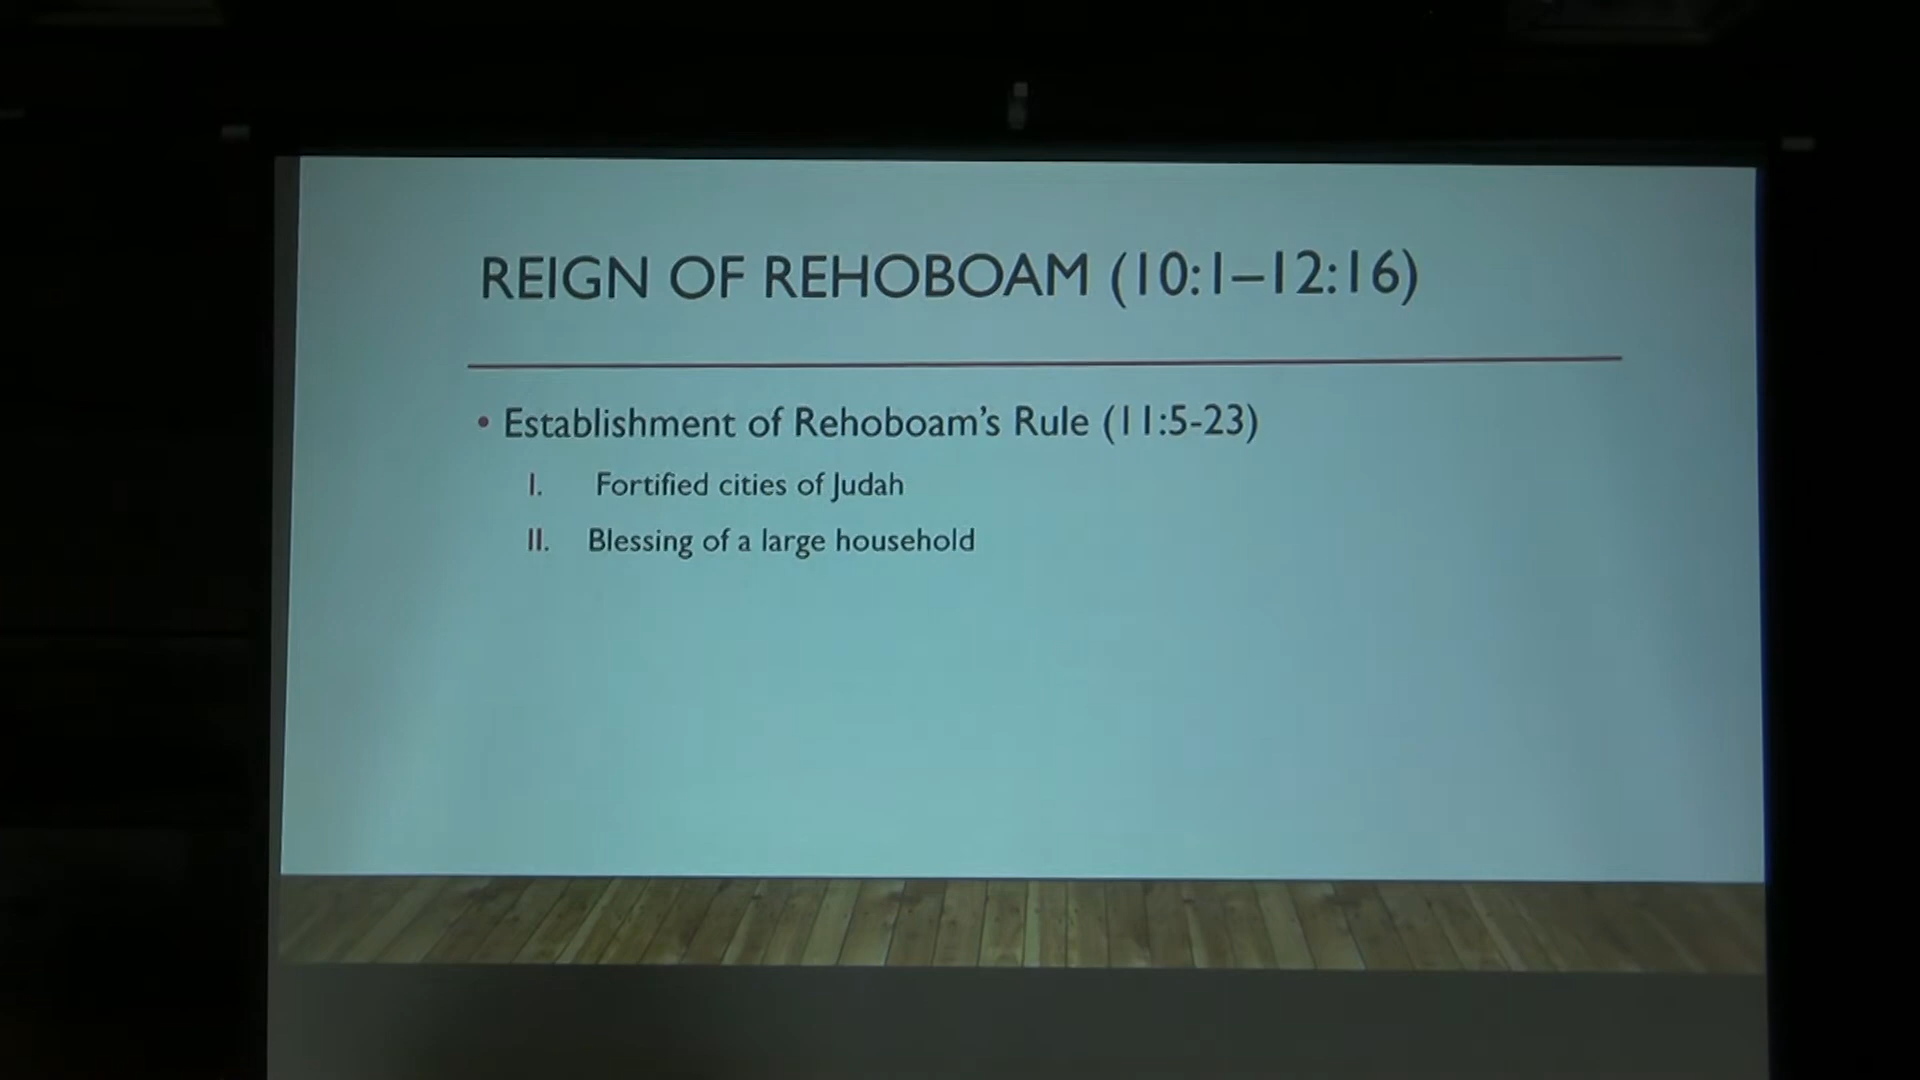 REIGN OF REHOBOAM (10:1–12:16)
• Establishment of Rehoboam’s Rule (11:5-23)
I. Fortified cities of Judah
II. Blessing of a large household